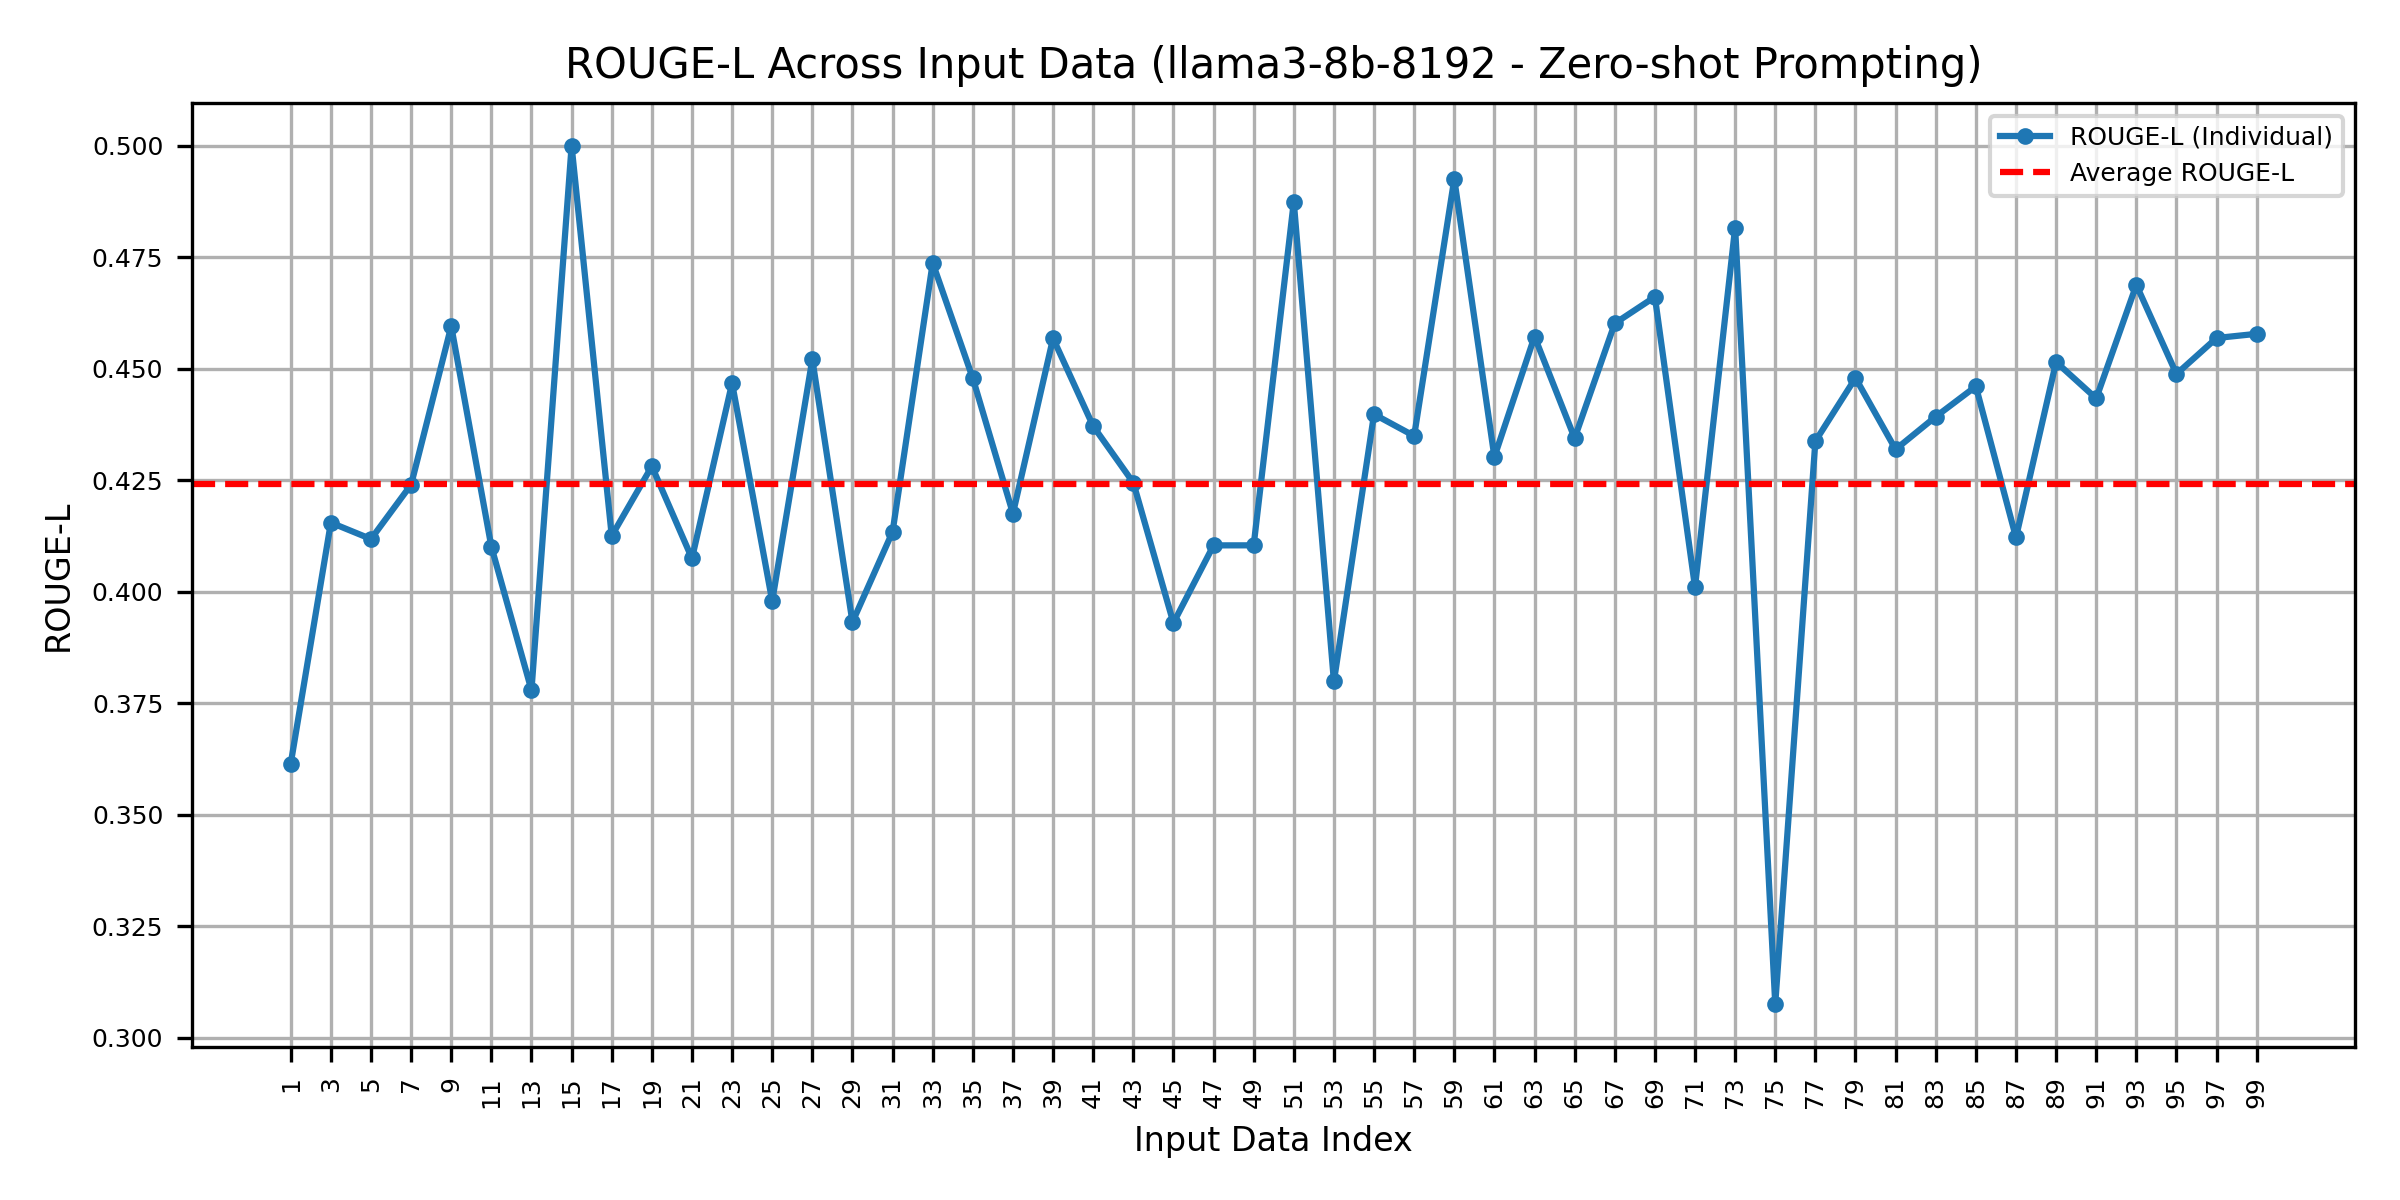 ROUGE-L Across Input Data (llama3-8b-8192 - Zero-shot Prompting)
ROUGE-L (Individual)
Average ROUGE-L
ROUGE-L
0.500
0.475
0.450
0.425
0.400
0.375
0.350
0.325
0.300
1 3 5 7 9 11 13 15 17 19 21 23 25 27 29 31 33 35 37 39 41 43 45 47 49 51 53 55 57 59 61 63 65 67 69 71 73 75 77 79 81 83 85 87 89 91 93 95 97 99
Input Data Index